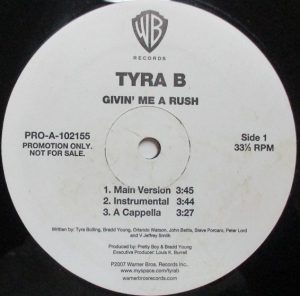 WB
RECORDS
TYRA B
GIVIN' ME A RUSH
PRO-A-102155
PROMOTION ONLY.
NOT FOR SALE.
Side 1
33⅓ RPM
1. Main Version 3:45
2. Instrumental 3:44
3. A Cappella 3:27
Written by: Tyra Bolling, Bradd Young, Orlando Watson, John Bettis, Steve Porcaro, Peter Lord
and V Jeffrey Smith
Produced by: Pretty Boy & Bradd Young
Executive Producer: Louis K. Burrell
℗2007 Warner Bros. Records Inc.
www.myspace.com/tyrab
warnerbrosrecords.com